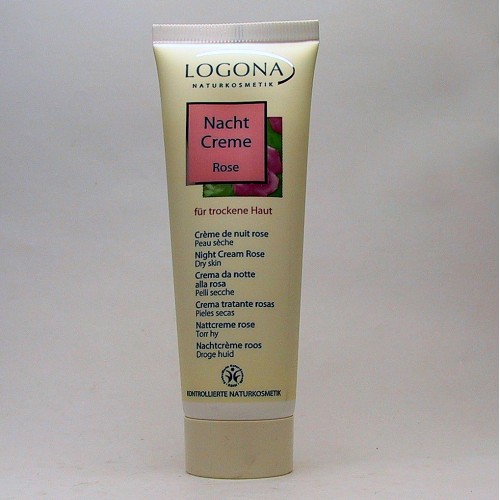 LOGONA
NATURKOSMETIK
Nacht
Creme
Rose
für trockene Haut
Crème de nuit rose
Peau sèche
Night Cream Rose
Dry skin
Crema da notte
alla rosa
Pelli secche
Crema tratante rosas
Pieles secas
Nattcreme rose
Torr hy
Nachtcrème roos
Droge huid
KONTROLLIERTE NATURKOSMETIK